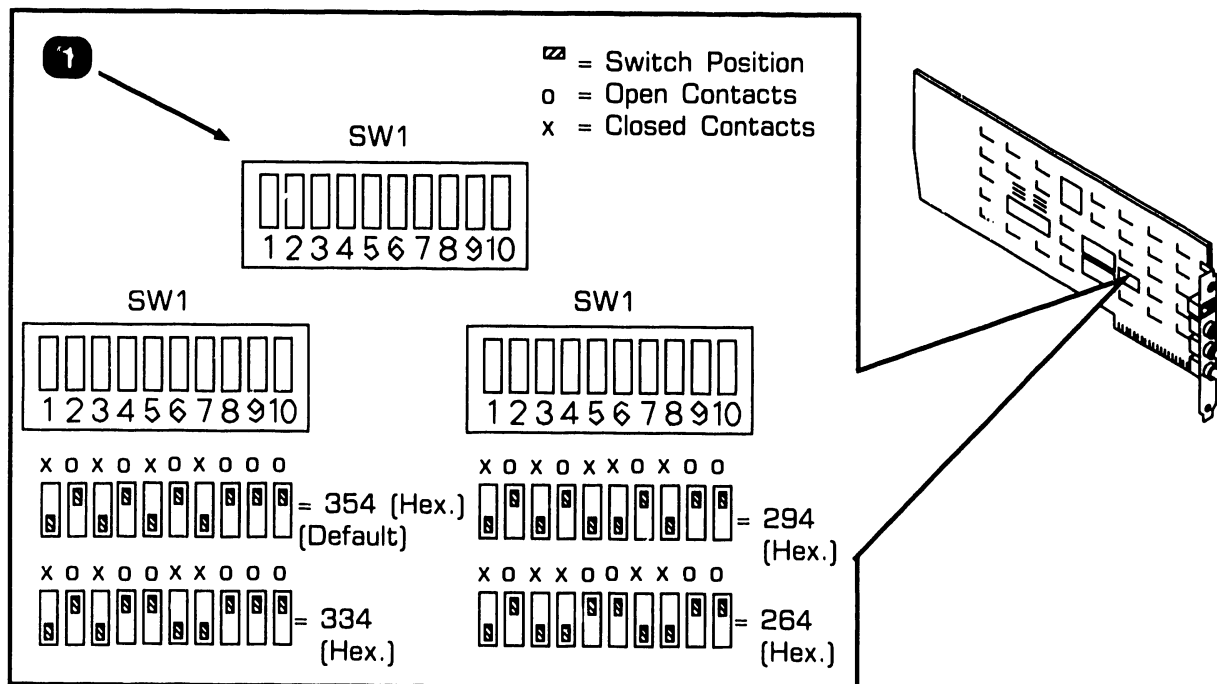 1
= Switch Position
o = Open Contacts
x = Closed Contacts
SW1
1 2 3 4 5 6 7 8 9 10
SW1
1 2 3 4 5 6 7 8 9 10
x o x o x o x o o o
= 354 (Hex.)
(Default)
x o x o o x x o o o
= 334
(Hex.)
SW1
1 2 3 4 5 6 7 8 9 10
x o x o x x o x o o
= 294
(Hex.)
x o x x o o x x o o
= 264
(Hex.)